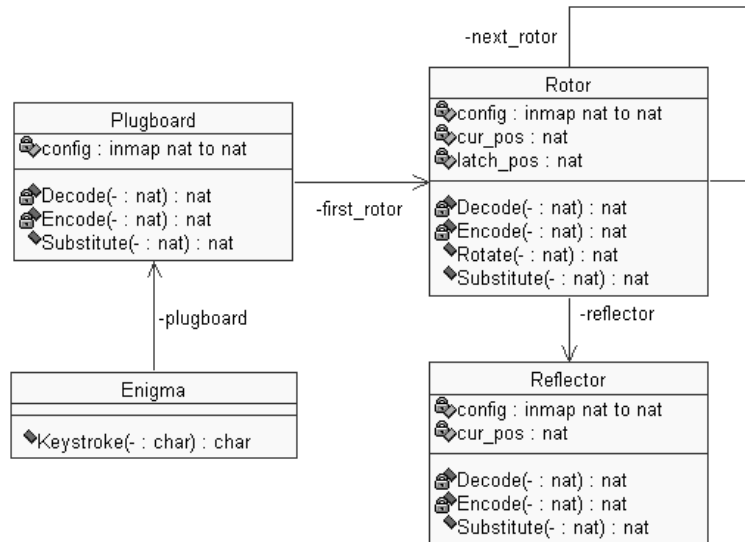 -next_rotor
Rotor
config : inmap nat to nat
cur_pos : nat
latch_pos : nat
Decode(- : nat) : nat
Encode(- : nat) : nat
Rotate(- : nat) : nat
Substitute(- : nat) : nat
Plugboard
config : inmap nat to nat
Decode(- : nat) : nat
Encode(- : nat) : nat
Substitute(- : nat) : nat
-first_rotor
-plugboard
-reflector
Enigma
Keystroke(- : char) : char
Reflector
config : inmap nat to nat
cur_pos : nat
Decode(- : nat) : nat
Encode(- : nat) : nat
Substitute(- : nat) : nat